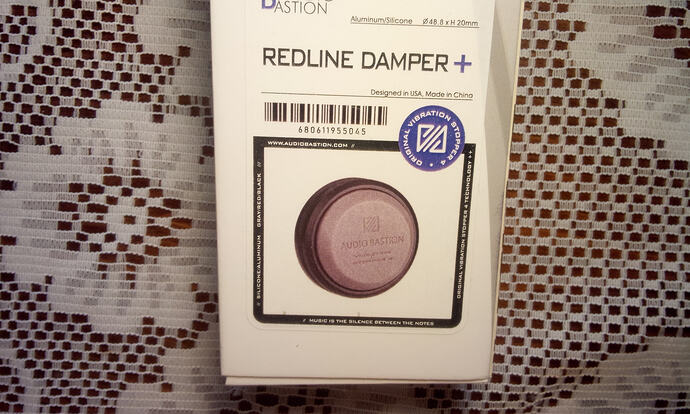 BASTION
Aluminum/Silicone Ø48.8 x H 20mm
REDLINE DAMPER +
Designed in USA, Made in China
680611955045
ORIGINAL VIBRATION STOPPER 4
WWW.AUDIOBASTION.COM //
// SILICONE/ALUMINUM GRAY/RED/BLACK //
ORIGINAL VIBRATION STOPPER 4 TECHNOLOGY ++
AUDIO BASTION
// MUSIC IS THE SILENCE BETWEEN THE NOTES